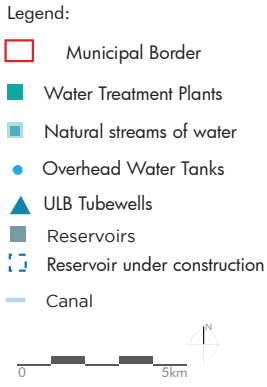 Legend:
Municipal Border
Water Treatment Plants
Natural streams of water
Overhead Water Tanks
ULB Tubewells
Reservoirs
Reservoir under construction
Canal
N
0 5km